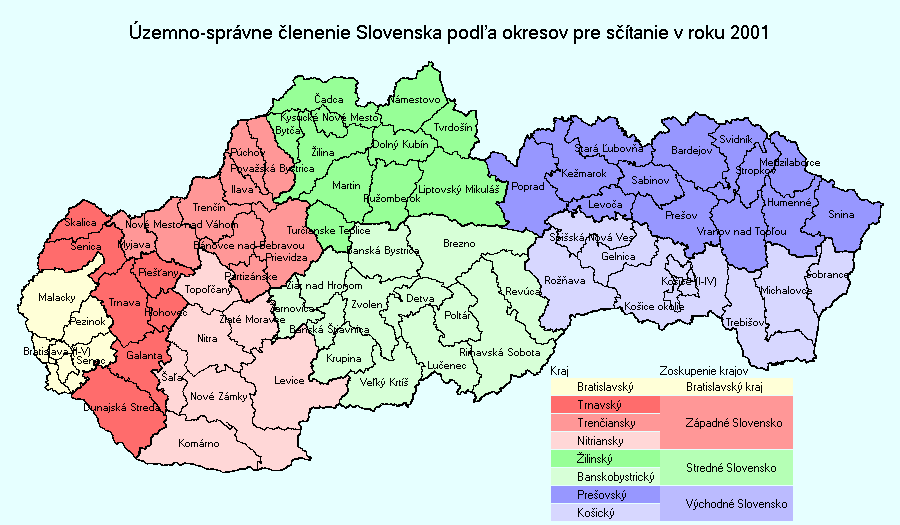 Územno-správne členenie Slovenska podľa okresov pre sčítanie v roku 2001
Čadca
Námestovo
Kysucké Nové Mesto
Bytča
Tvrdošín
Dolný Kubín
Žilina
Púchov
Považská Bystrica
Ilava
Martin
Ružomberok
Liptovský Mikuláš
Poprad
Stará Ľubovňa
Kežmarok
Levoča
Sabinov
Bardejov
Svidník
Stropkov
Medzilaborce
Humenné
Snina
Prešov
Vranov nad Topľou
Trenčín
Skalica
Senica
Myjava
Nové Mesto nad Váhom
Bánovce nad Bebravou
Turčianske Teplice
Prievidza
Partizánske
Banská Bystrica
Brezno
Spišská Nová Ves
Gelnica
Rožňava
Košice (I-IV)
Košice okolie
Michalovce
Sobrance
Trebišov
Malacky
Pezinok
Bratislava (I-V)
Senec
Piešťany
Trnava
Hlohovec
Galanta
Dunajská Streda
Topoľčany
Zlaté Moravce
Nitra
Šaľa
Nové Zámky
Levice
Komárno
Žiar nad Hronom
Žarnovica
Banská Štiavnica
Zvolen
Detva
Poltár
Revúca
Krupina
Veľký Krtíš
Lučenec
Rimavská Sobota
Kraj Zoskupenie krajov
Bratislavský Bratislavský kraj
Trnavský
Trenčiansky Západné Slovensko
Nitriansky
Žilinský
Stredné Slovensko
Banskobystrický
Prešovský
Východné Slovensko
Košický